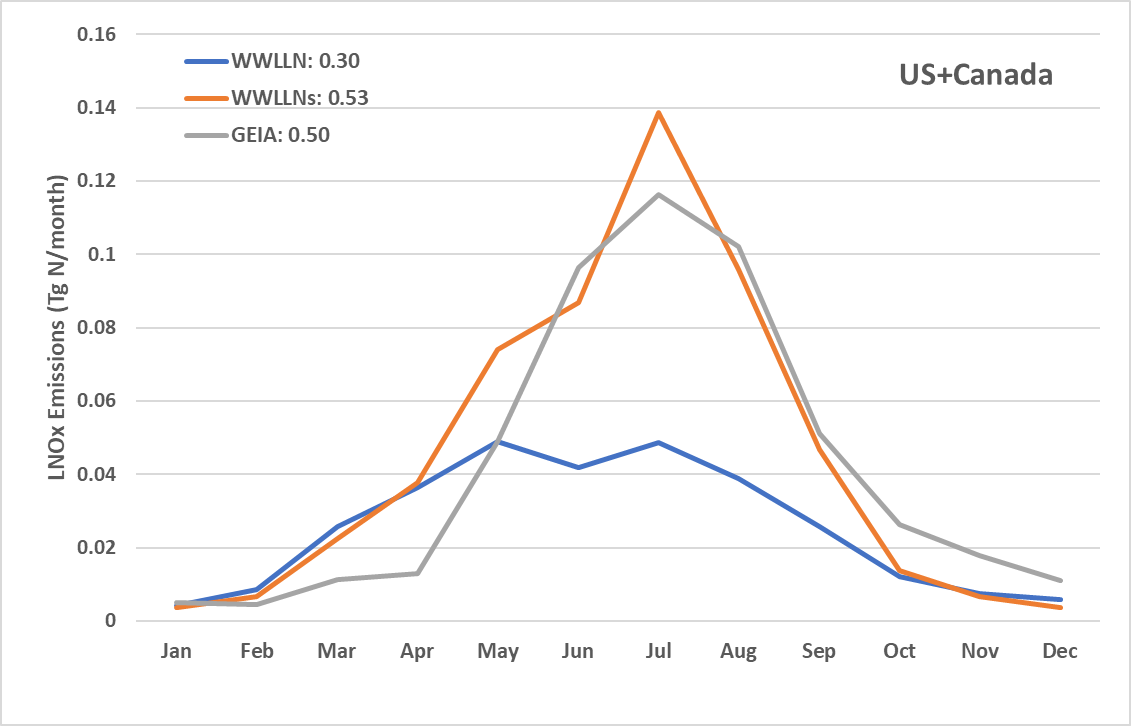 0.16
0.14
0.12
0.1
0.08
0.06
0.04
0.02
0
LNOx Emissions (Tg N/month)
WWLLN: 0.30
WWLLNs: 0.53
GEIA: 0.50
US+Canada
Jan Feb Mar Apr May Jun Jul Aug Sep Oct Nov Dec